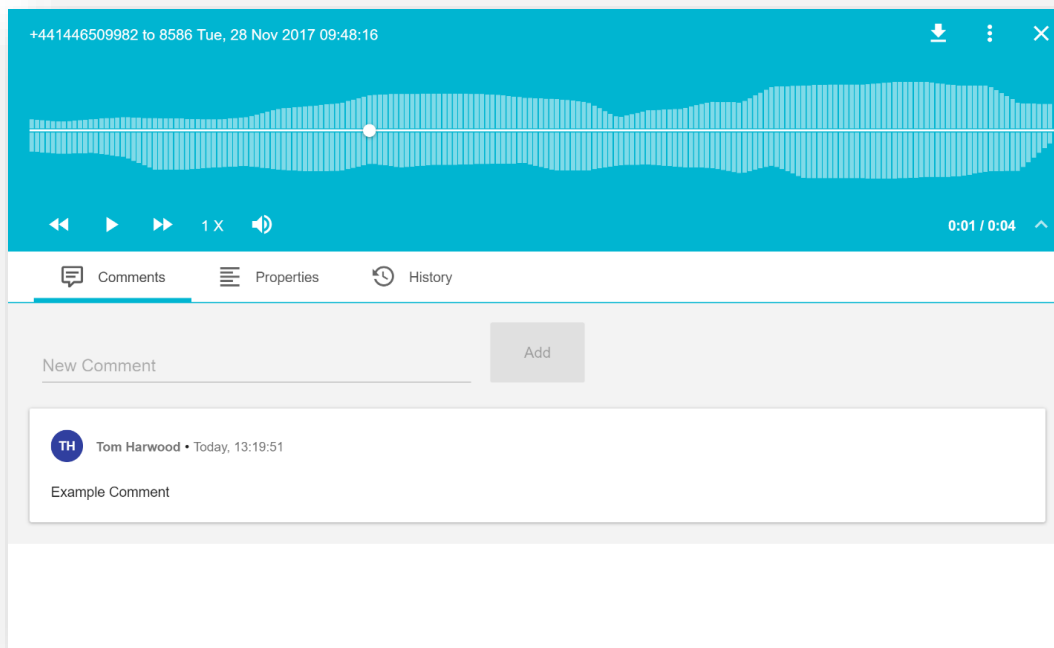 +441446509982 to 8586 Tue, 28 Nov 2017 09:48:16
1 X
0:01 / 0:04
Comments Properties History
New Comment Add
TH Tom Harwood • Today, 13:19:51
Example Comment